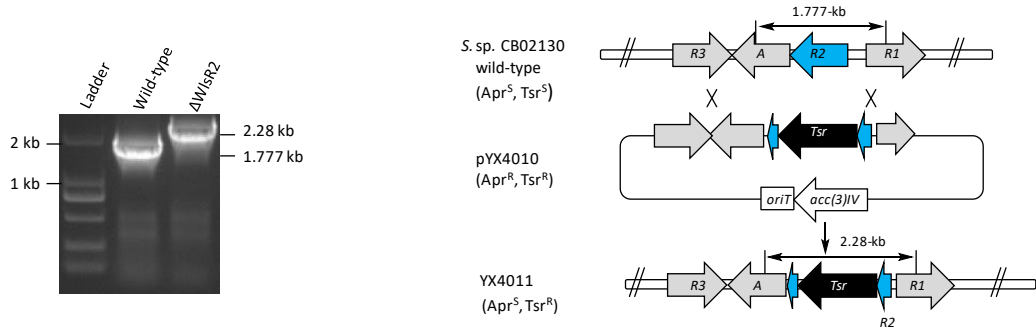 Ladder
Wild-type
ΔWlsR2
2 kb
1 kb
2.28 kb
1.777 kb
1.777-kb
S. sp. CB02130
wild-type
(Apr^S, Tsr^S)
R3
A
R2
R1
X
X
Tsr
pYX4010
(Apr^R, Tsr^R)
oriT
acc(3)IV
2.28-kb
YX4011
(Apr^S, Tsr^R)
R3
A
Tsr
R1
R2